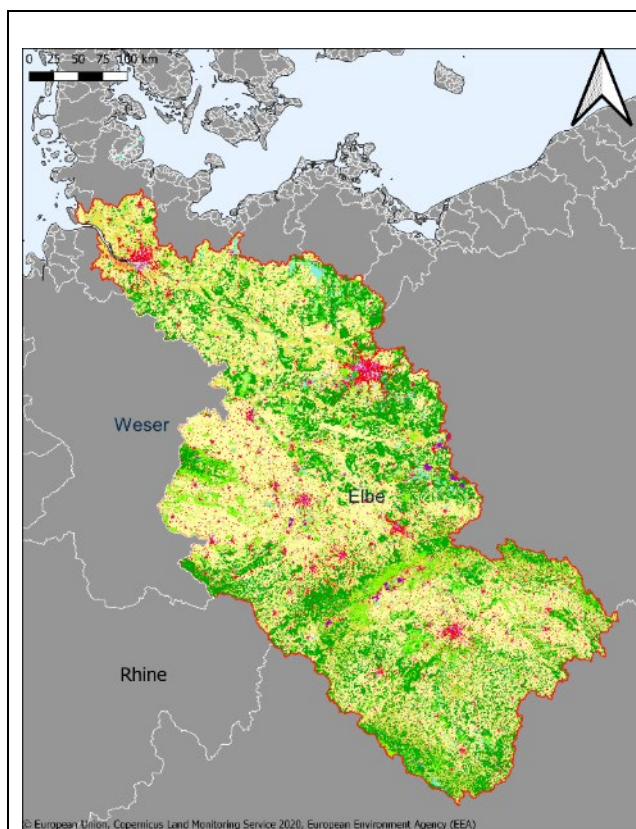 0 25 50 75 100 km
Weser
Elbe
Rhine
© European Union, Copernicus Land Monitoring Service 2020, European Environment Agency (EEA)